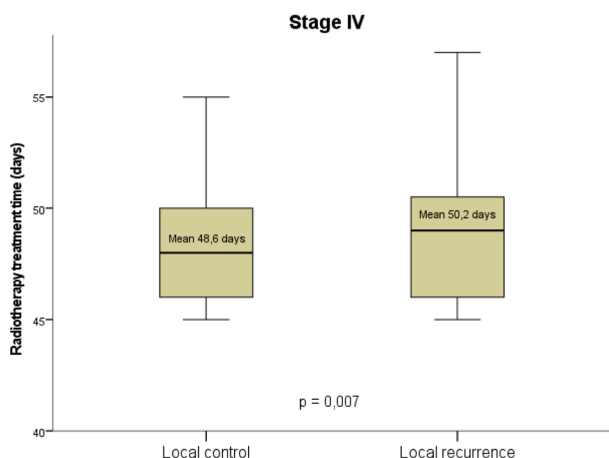 Stage IV
Radiotherapy treatment time (days)
55
50
45
40
Mean 48,6 days
Mean 50,2 days
p = 0,007
Local control
Local recurrence